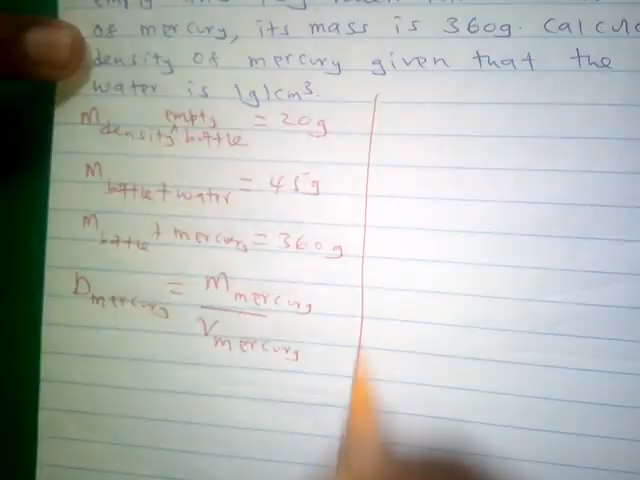 of mercury, its mass is 360g. Calcu
density of mercury given that the
water is 1g/cm³.
M empty density bottle = 20g
M bottle + water = 45g
M bottle + mercury = 360g
D mercury = M mercury
V mercury